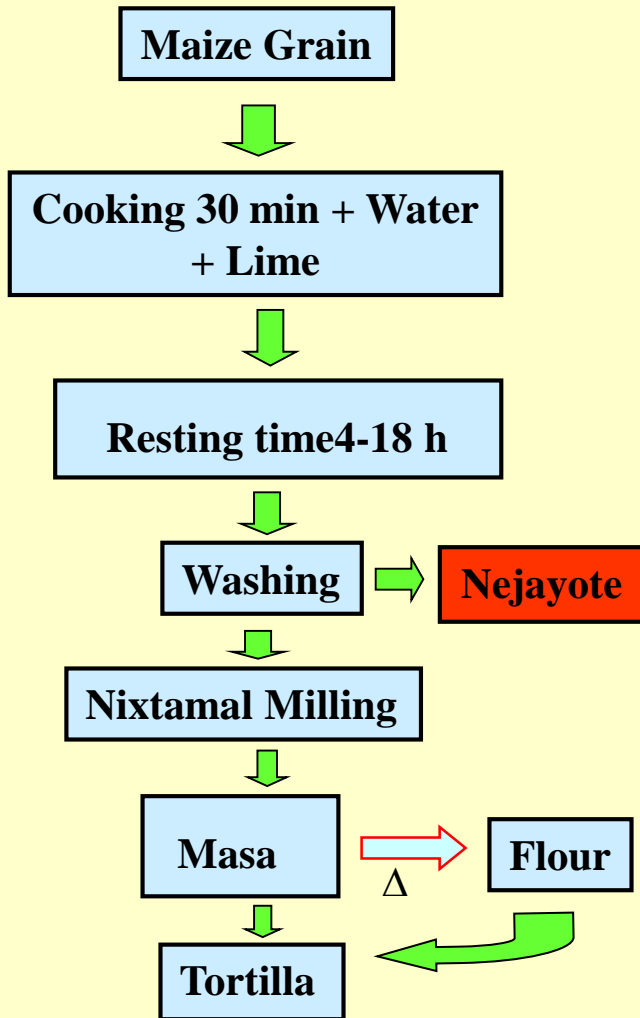 Maize Grain
Cooking 30 min + Water
+ Lime
Resting time4-18 h
Washing
Nejayote
Nixtamal Milling
Masa
Δ
Flour
Tortilla